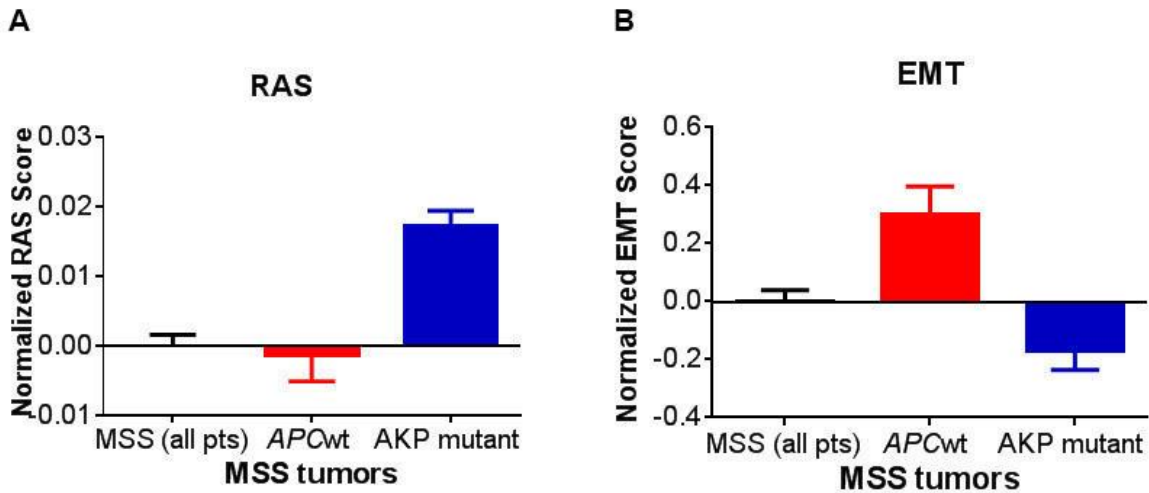 A
RAS
Normalized RAS Score
0.03
0.02
0.01
0.00
-0.01
MSS (all pts) APCwt AKP mutant
MSS tumors
B
EMT
Normalized EMT Score
0.6
0.4
0.2
0.0
-0.2
-0.4
MSS (all pts) APCwt AKP mutant
MSS tumors